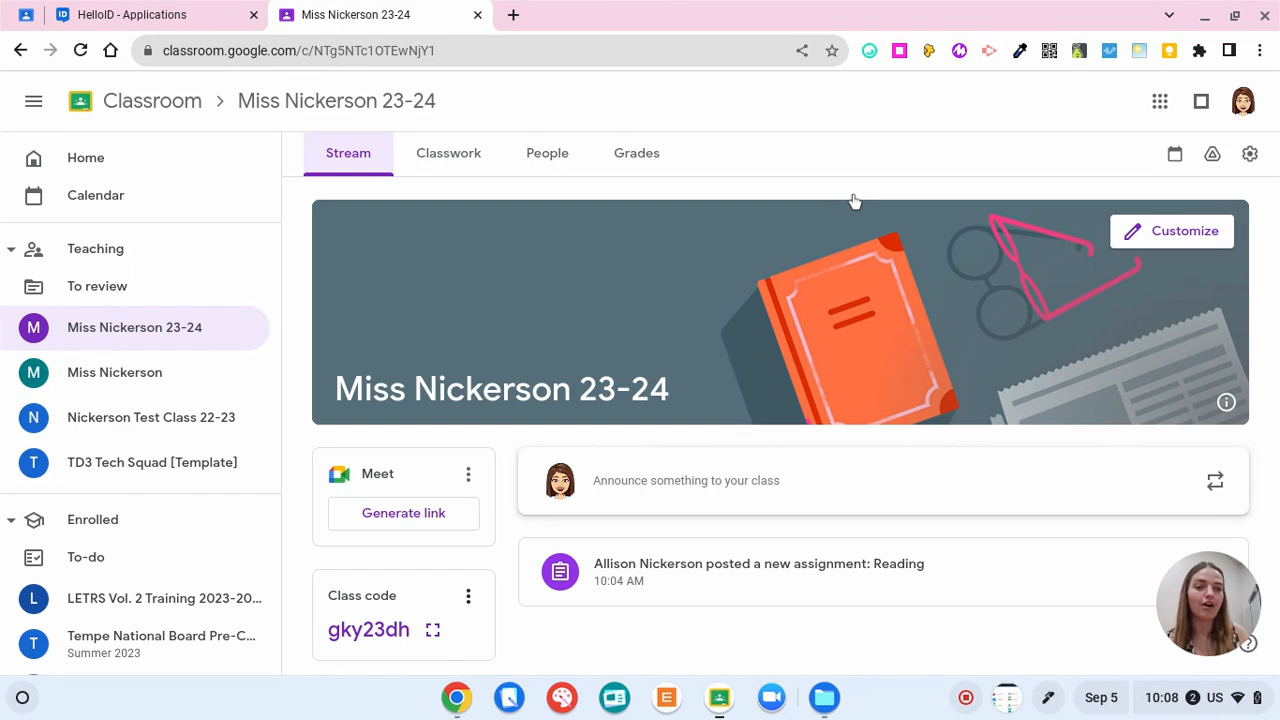 HelloID - Applications
Miss Nickerson 23-24
classroom.google.com/c/NTg5NTc1OTEwNjY1
Classroom > Miss Nickerson 23-24
Home
Calendar
Teaching
To review
M Miss Nickerson 23-24
M Miss Nickerson
N Nickerson Test Class 22-23
T TD3 Tech Squad [Template]
Enrolled
To-do
L LETRS Vol. 2 Training 2023-20...
T Tempe National Board Pre-C...
Summer 2023
Stream Classwork People Grades
Customize
Miss Nickerson 23-24
Meet
Generate link
Class code
gky23dh
Announce something to your class
Allison Nickerson posted a new assignment: Reading
10:04 AM
Sep 5 10:08 2 US